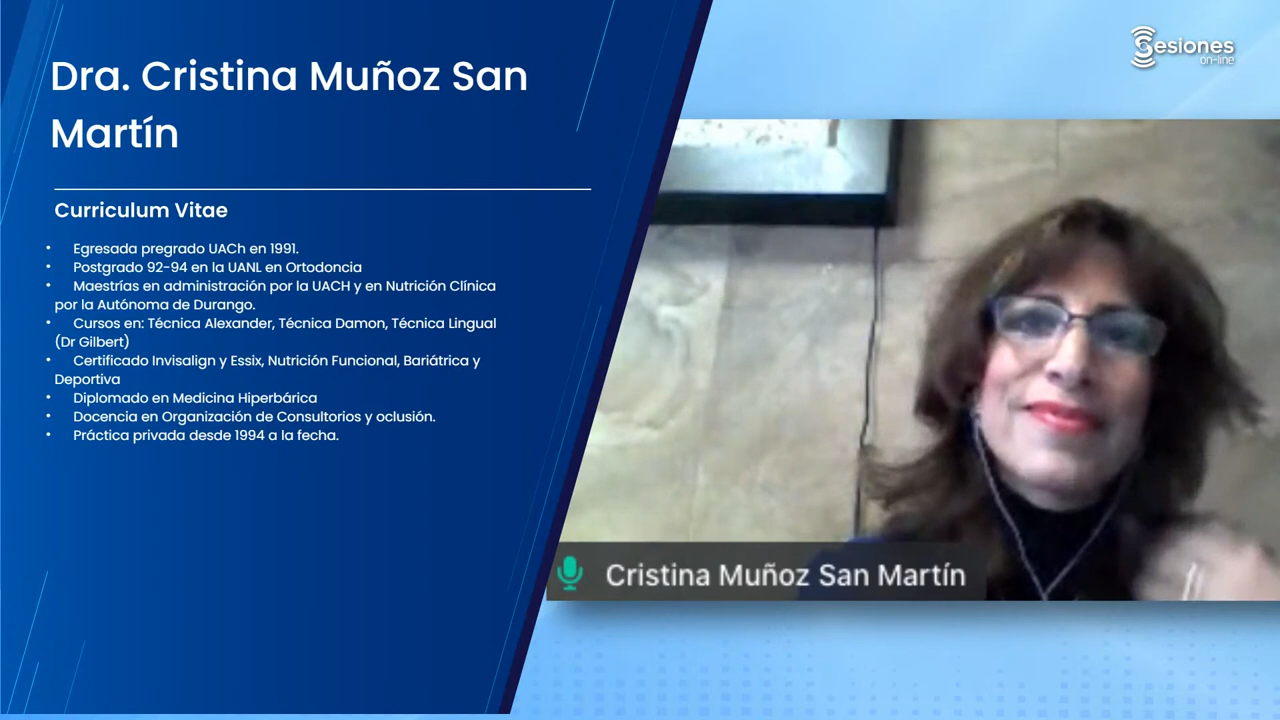 Dra. Cristina Muñoz San
Martín
Curriculum Vitae
• Egresada pregrado UACh en 1991.
• Postgrado 92-94 en la UANL en Ortodoncia
• Maestrías en administración por la UACH y en Nutrición Clínica
por la Autónoma de Durango.
• Cursos en: Técnica Alexander, Técnica Damon, Técnica Lingual
(Dr Gilbert)
• Certificado Invisalign y Essix, Nutrición Funcional, Bariátrica y
Deportiva
• Diplomado en Medicina Hiperbárica
• Docencia en Organización de Consultorios y oclusión.
• Práctica privada desde 1994 a la fecha.
Sesiones
on-line
Cristina Muñoz San Martín